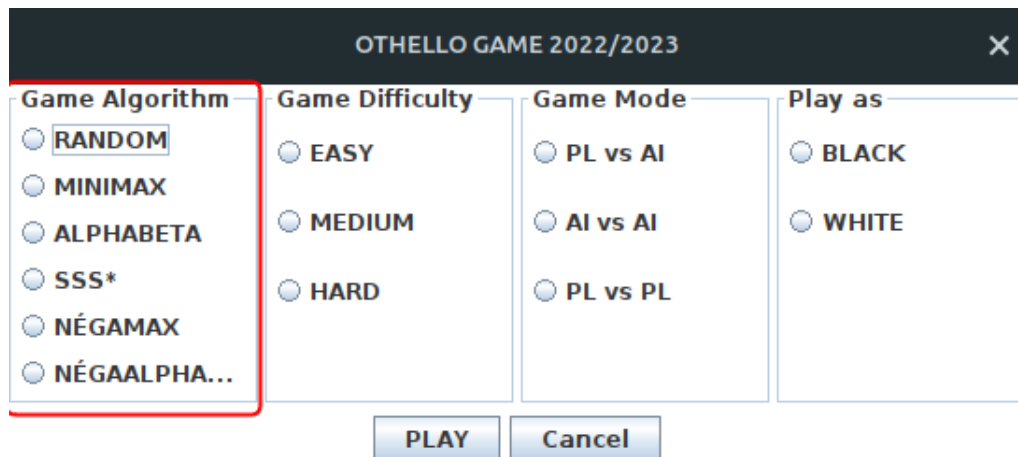 OTHELLO GAME 2022/2023
Game Algorithm
RANDOM
MINIMAX
ALPHABETA
SSS*
NÉGAMAX
NÉGAALPHA...
Game Difficulty
EASY
MEDIUM
HARD
Game Mode
PL vs AI
AI vs AI
PL vs PL
Play as
BLACK
WHITE
PLAY
Cancel